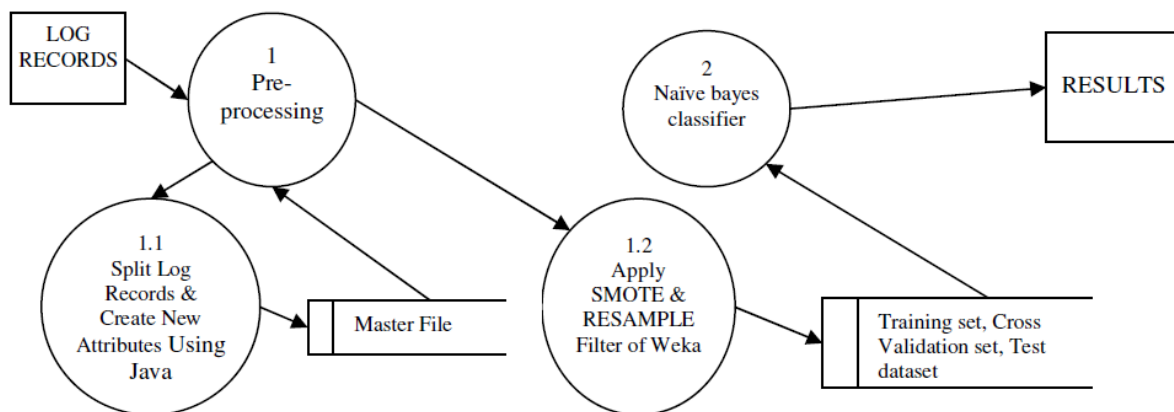 LOG
RECORDS
1
Pre-
processing
2
Naïve bayes
classifier
RESULTS
1.1
Split Log
Records &
Create New
Attributes Using
Java
Master File
1.2
Apply
SMOTE &
RESAMPLE
Filter of Weka
Training set, Cross
Validation set, Test
dataset